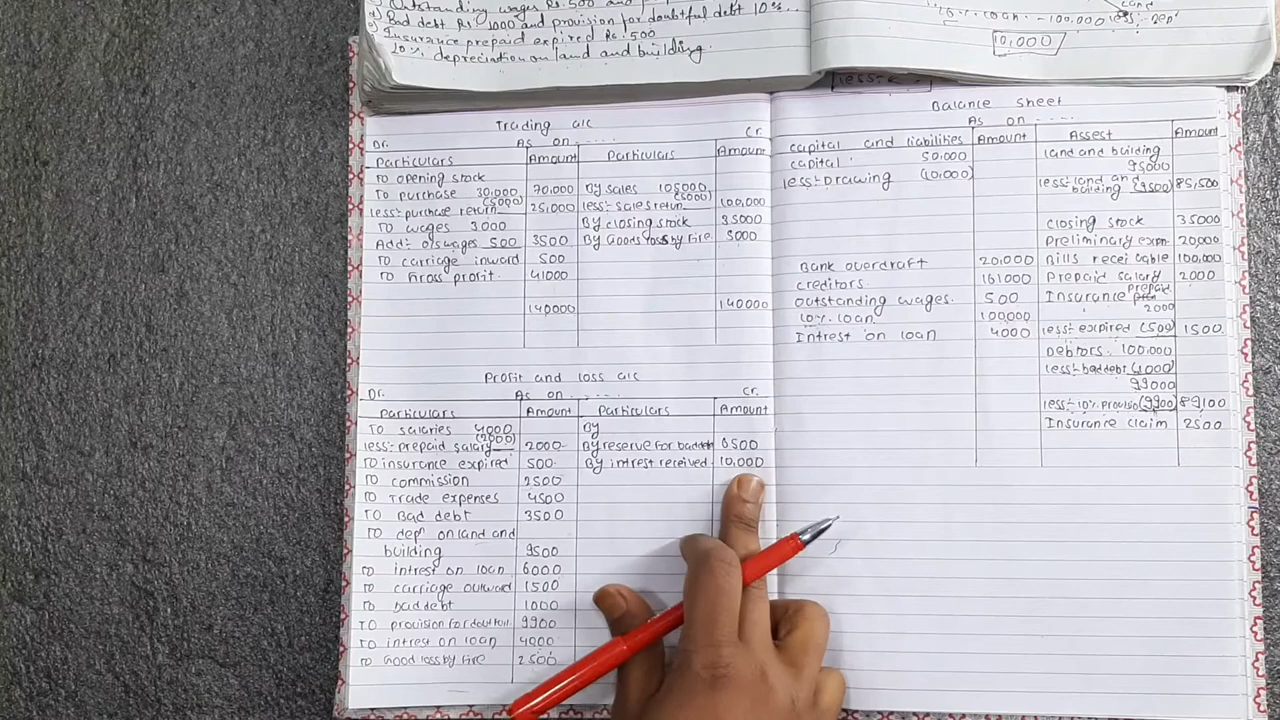 Outstanding wages Rs. 500 and
Bad debt Rs. 1000 and provision for doubtful debt 10%..
Insurance prepaid expired Rs. 500
10% depreciation on land and building.
10% loan - 100,000
10,000
Trading a/c
Dr. As on ..... Cr.
Particulars Amount Particulars Amount
To opening stock 70,000 By sales 105000
To purchase 30,000 less:- sales return (5000) 100,000
less:- purchase return (5000) 25,000 By closing stock 35000
To wages 3000 By Goods loss by fire 5000
Add:- o/s wages 500 3500
To carriage inward 500
To Gross profit. 41000
140000 140000
Profit and loss a/c
Dr. As on ..... Cr.
Particulars Amount Particulars Amount
To salaries 4000 By
less:- prepaid salary (2000) 2000 By reserve for baddebt 6500
To insurance expired 500 By intrest received 10,000
To commission 2500
To Trade expenses 4500
To Bad debt 3500
To depn on land and
building 9500
To intrest on loan 6000
To carriage outward 1500
To bad debt 1000
To provision for doubtful. 9900
To intrest on loan 4000
To Good loss by fire 2500
Balance sheet
As on ....
capital and liabilities Amount Assest Amount
capital. 50,000 land and building
95000
less:- Drawing (10,000) less:- land and
building (9500) 85,500
closing stock 35000
Preliminary expn. 20,000
Bank overdraft 20,000 Bills receivable 100,000
creditors. 161000 Prepaid salary 2000
outstanding wages. 500 Insurance prepaid
2000
10% loan 100,000
Intrest on loan 4000 less:- expired (500) 1500.
Debtors. 100,000
less:- bad debt (1000)
99000
less:- 10% provisio (9900) 89100
Insurance claim 2500